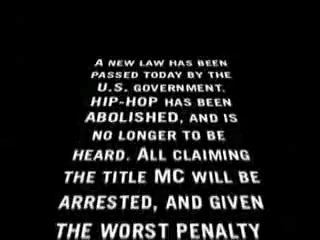 A NEW LAW HAS BEEN
PASSED TODAY BY THE
U.S. GOVERNMENT.
HIP-HOP HAS BEEN
ABOLISHED, AND IS
NO LONGER TO BE
HEARD. ALL CLAIMING
THE TITLE MC WILL BE
ARRESTED, AND GIVEN
THE WORST PENALTY